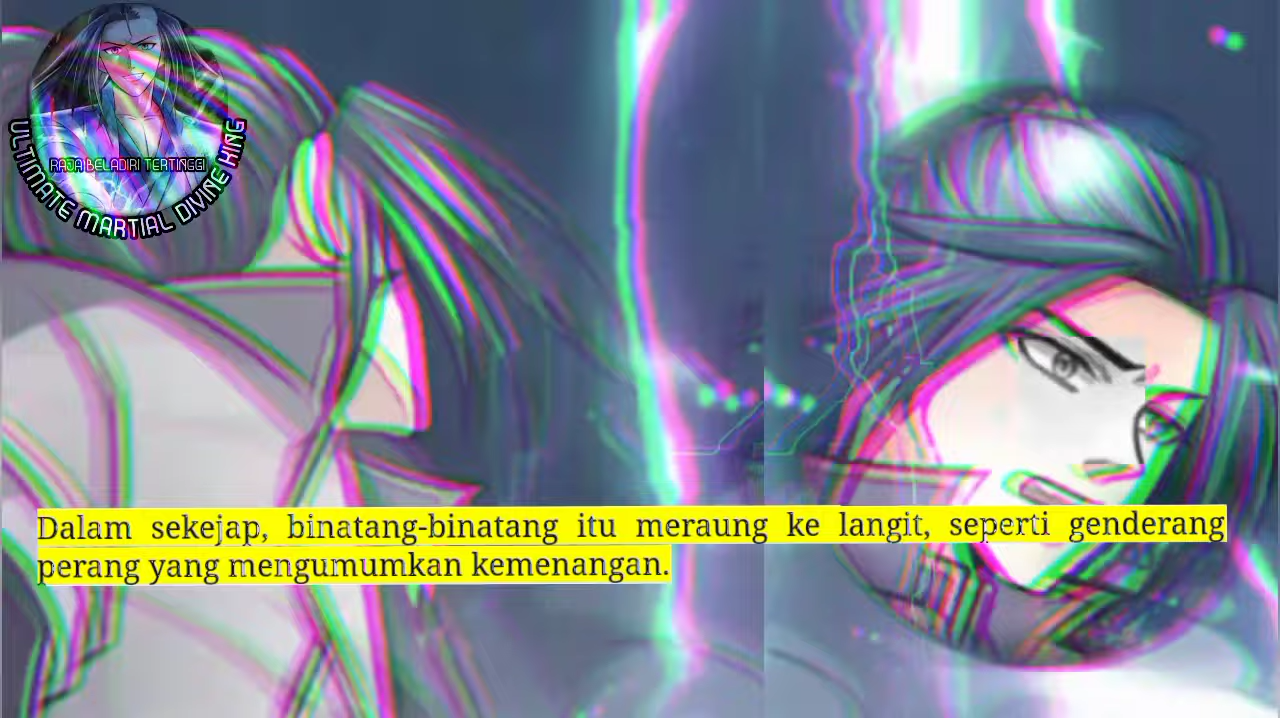 RAJA BELADIRI TERTINGGI
ULTIMATE MARTIAL DIVINE KING
Dalam sekejap, binatang-binatang itu meraung ke langit, seperti genderang
perang yang mengumumkan kemenangan.